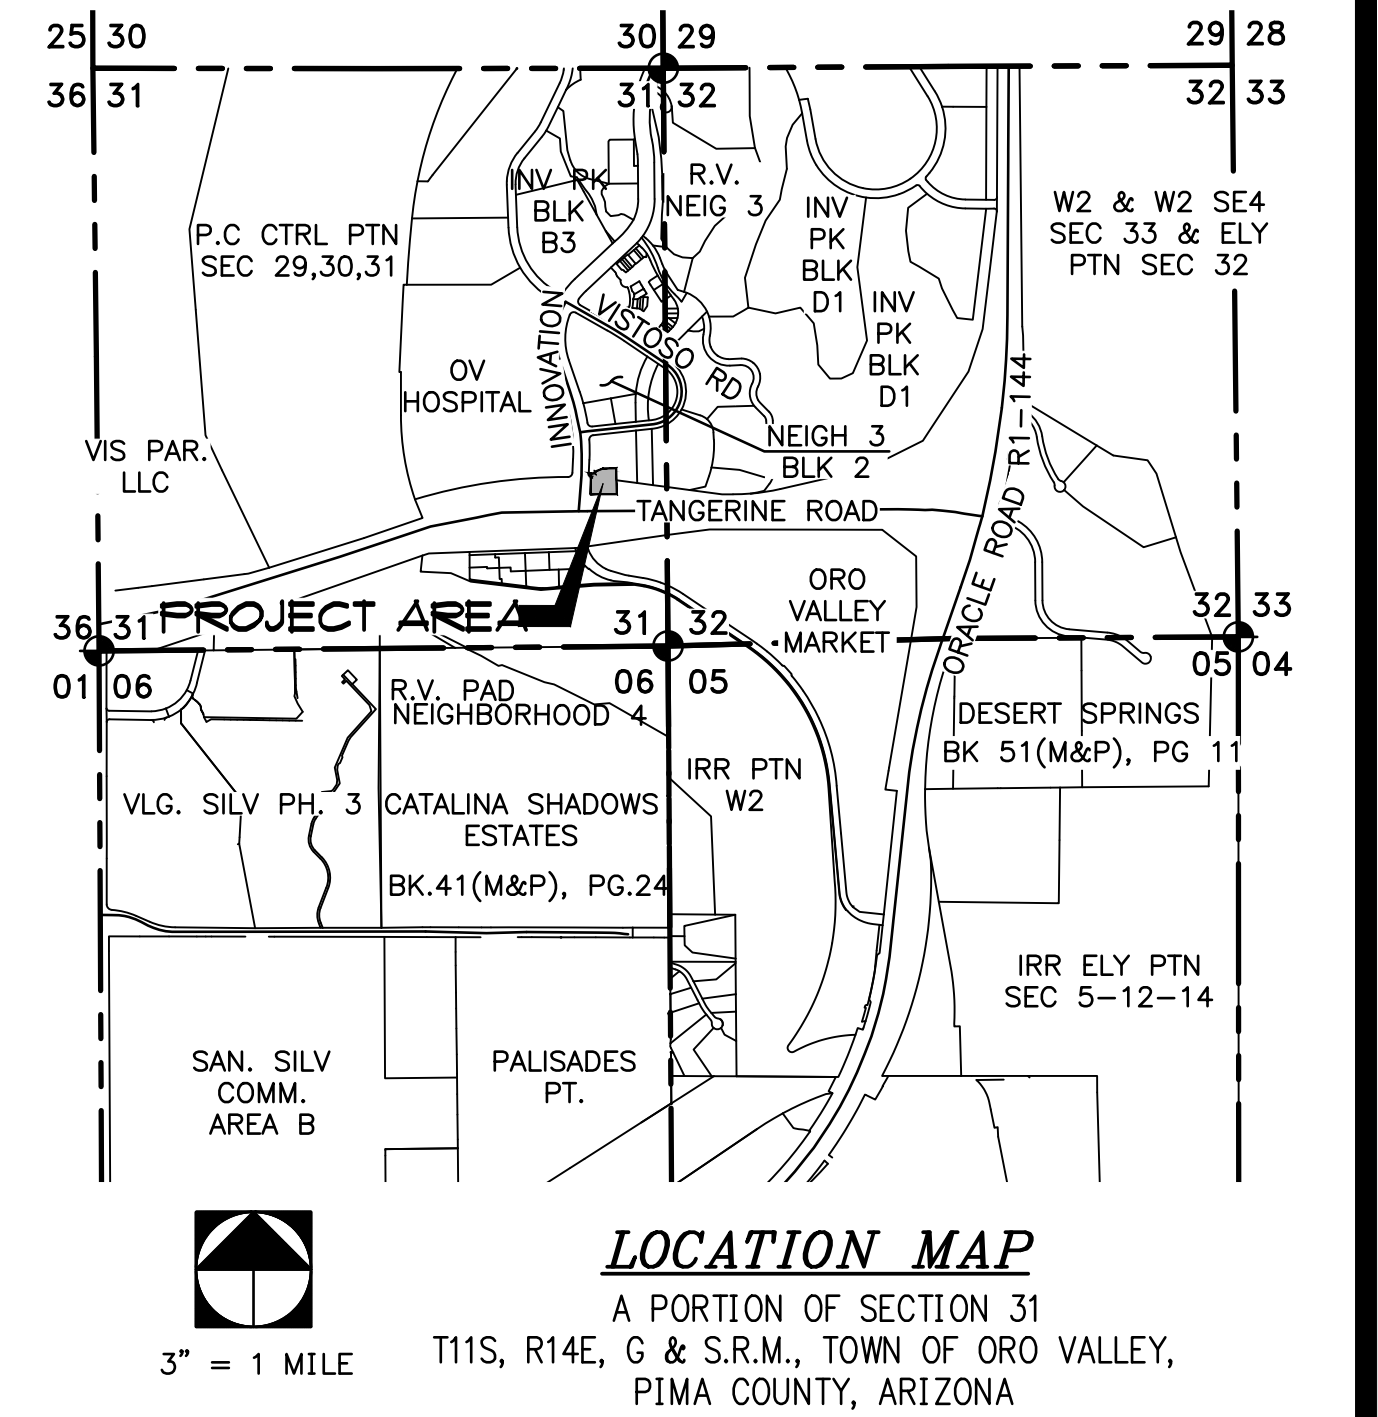 25 30
30 29
29 28
36 31
31 32
32 33
INV PK
BLK
B3
R.V.
NEIG 3
INV
PK
BLK
D1
W2 & W2 SE4
SEC 33 & ELY
PTN SEC 32
P.C CTRL PTN
SEC 29,30,31
INNOVATION
VISTOSO RD
INV
PK
BLK
D1
OV
HOSPITAL
ORACLE ROAD R1-144
VIS PAR.
LLC
NEIGH 3
BLK 2
TANGERINE ROAD
ORO
VALLEY
MARKET
PROJECT AREA
36 31
31 32
32 33
01 06
06 05
05 04
R.V. PAD
NEIGHBORHOOD 4
DESERT SPRINGS
BK 51(M&P), PG 11
IRR PTN
W2
VLG. SILV PH. 3
CATALINA SHADOWS
ESTATES
BK.41(M&P), PG.24
IRR ELY PTN
SEC 5-12-14
SAN. SILV
COMM.
AREA B
PALISADES
PT.
3" = 1 MILE
LOCATION MAP
A PORTION OF SECTION 31
T11S, R14E, G & S.R.M., TOWN OF ORO VALLEY,
PIMA COUNTY, ARIZONA